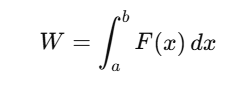 W = ∫_a^b F(x) dx